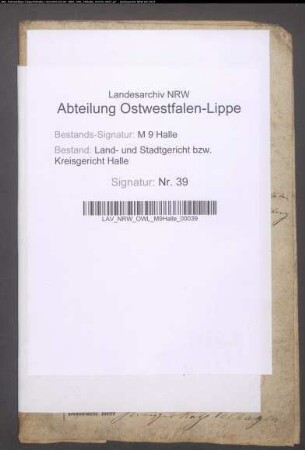 Landesarchiv NRW
Abteilung Ostwestfalen-Lippe
Bestands-Signatur: M 9 Halle
Bestand: Land- und Stadtgericht bzw.
Kreisgericht Halle
Signatur: Nr. 39
LAV_NRW_OWL_M9Halle_00039